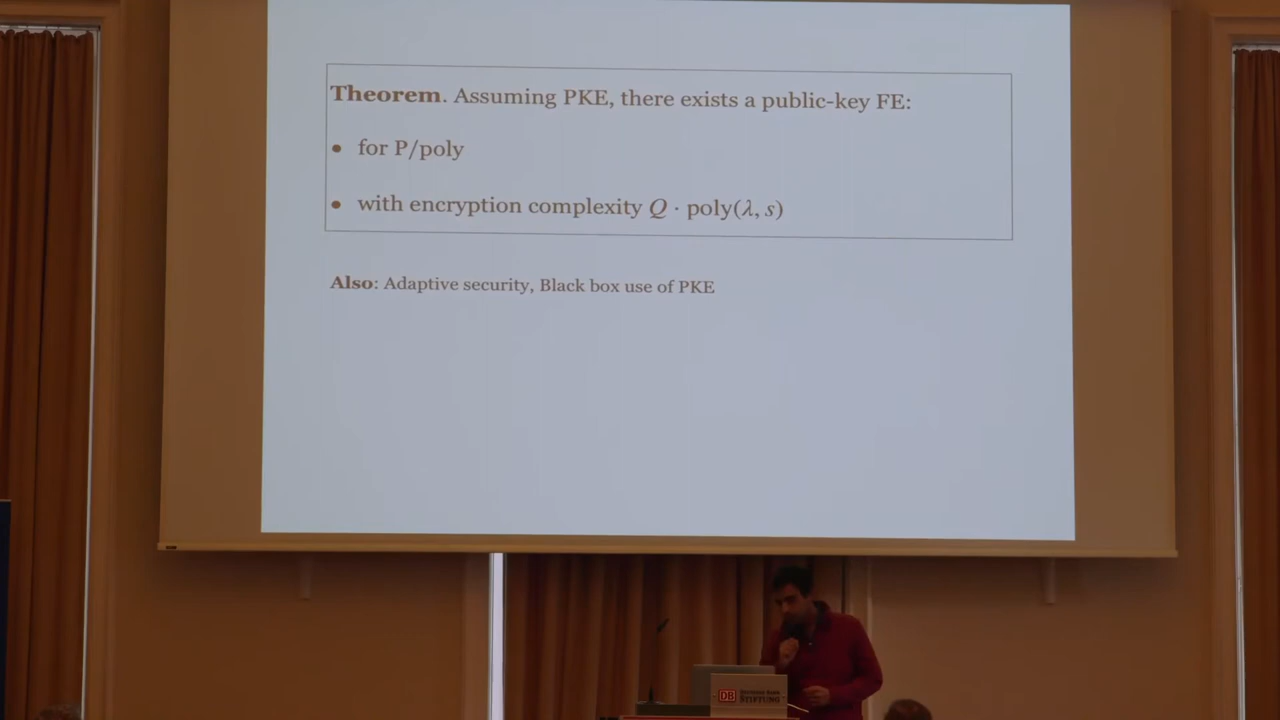 Theorem. Assuming PKE, there exists a public-key FE:
• for P/poly
• with encryption complexity Q · poly(λ, s)
Also: Adaptive security, Black box use of PKE
DB
STIFTUNG